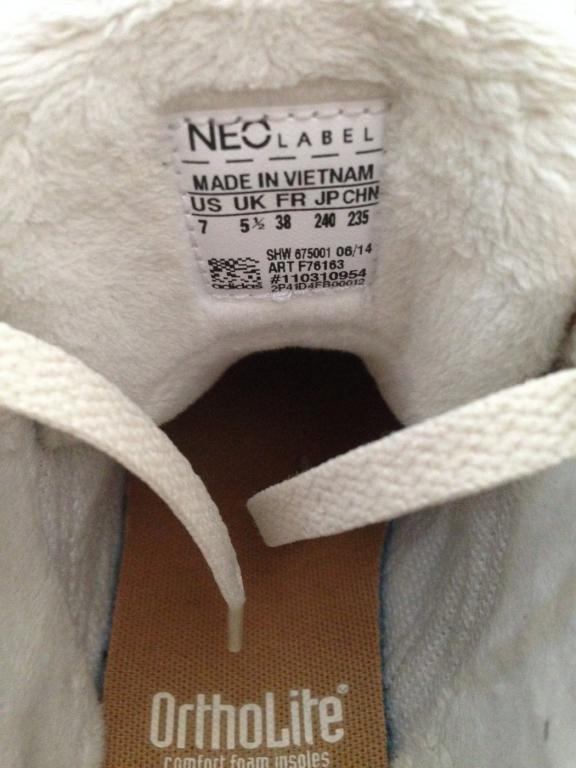 NEO LABEL
MADE IN VIETNAM
US UK FR JP CHN
7 5½ 38 240 235
SHW 675001 06/14
ART F76163
#110310954
adidas 2P41D4FB00012
OrthoLite®
comfort foam insoles